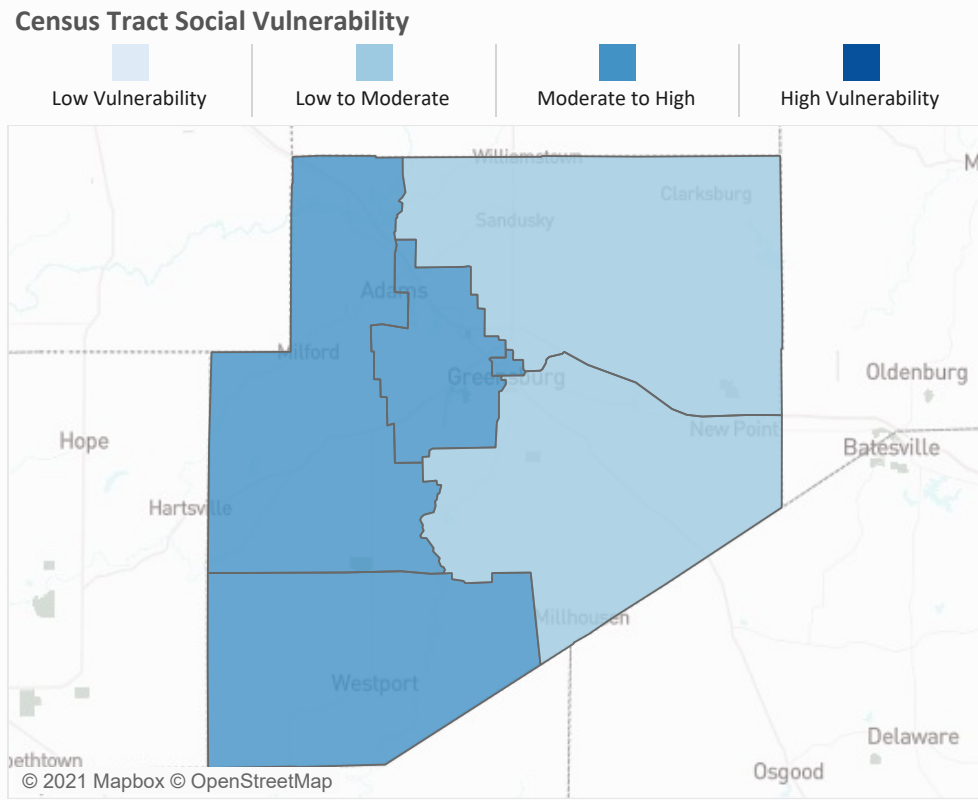 Census Tract Social Vulnerability
Low Vulnerability
Low to Moderate
Moderate to High
High Vulnerability
Williamstown
M
Clarksburg
Sandusky
Adams
Milford
Greensburg
Oldenburg
New Point
Hope
Batesville
Hartsville
Millhousen
Westport
Delaware
pethtown
Osgood
© 2021 Mapbox © OpenStreetMap